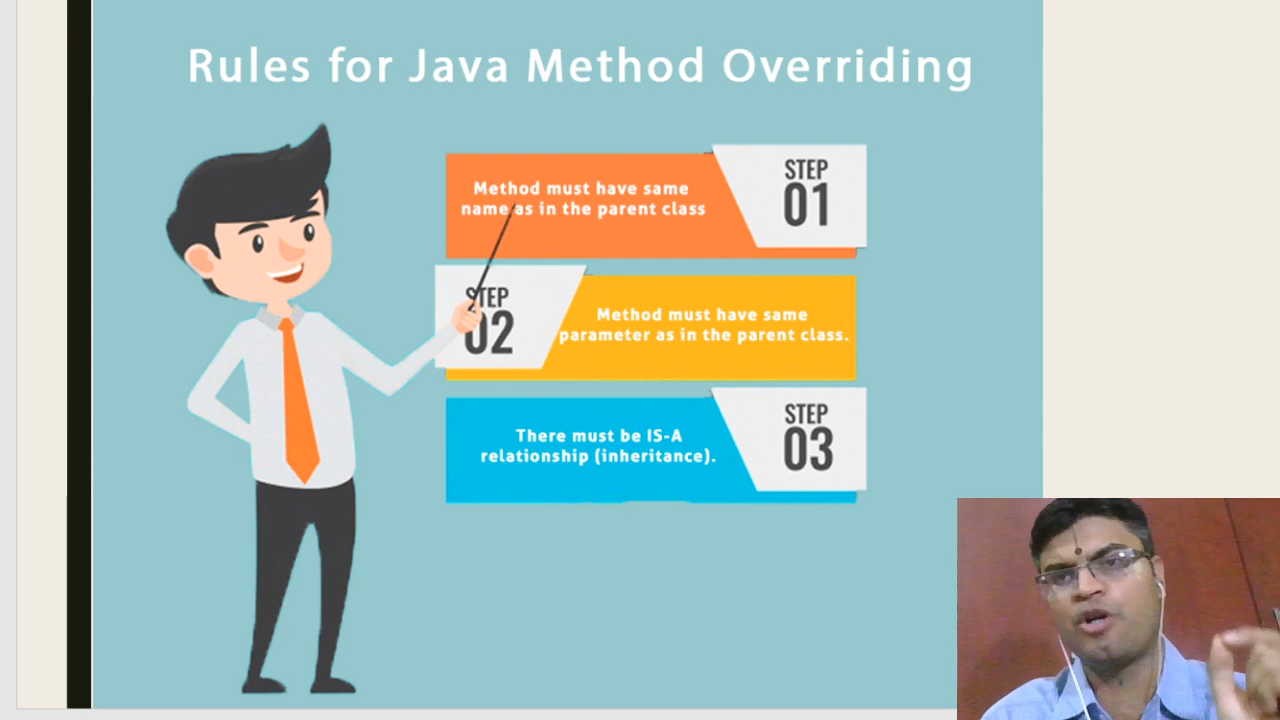 Rules for Java Method Overriding
STEP
01
Method must have same
name as in the parent class
STEP
02
Method must have same
parameter as in the parent class.
STEP
03
There must be IS-A
relationship (inheritance).